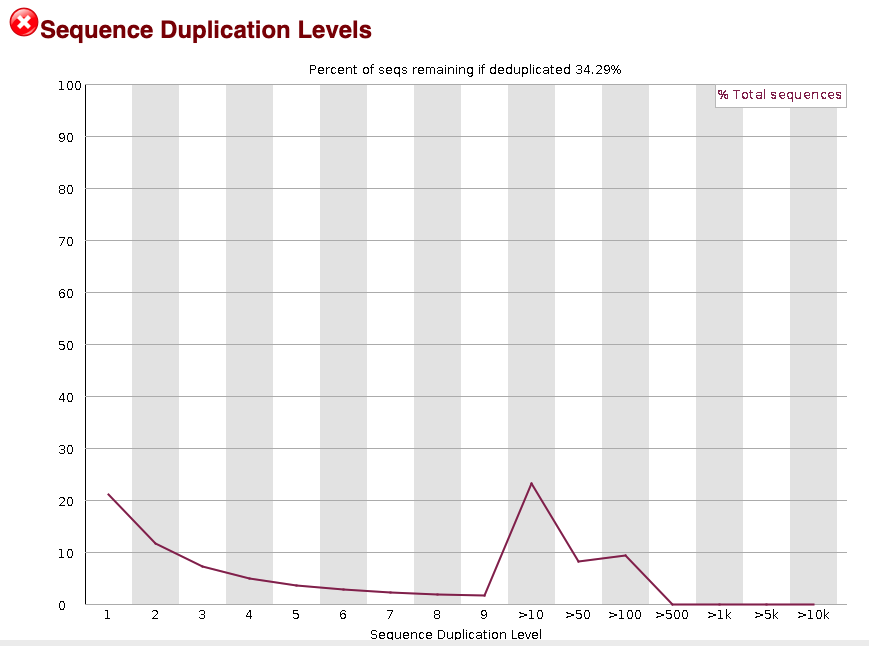 Sequence Duplication Levels
Percent of seqs remaining if deduplicated 34.29%
% Total sequences
100
90
80
70
60
50
40
30
20
10
0
1 2 3 4 5 6 7 8 9 >10 >50 >100 >500 >1k >5k >10k
Sequence Duplication Level